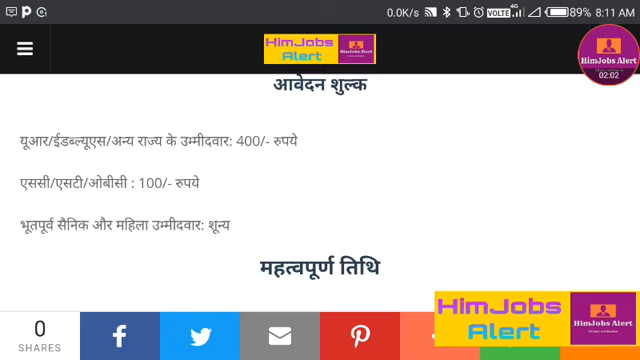 0.0K/s 4G VOLTE 89% 8:11 AM
HimJobs Alert HimJobs Alert
HimJobs Alert
02:02
आवेदन शुल्क
यूआर/ईडब्ल्यूएस/अन्य राज्य के उम्मीदवार: 400/- रुपये
एससी/एसटी/ओबीसी : 100/- रुपये
भूतपूर्व सैनिक और महिला उम्मीदवार: शून्य
महत्वपूर्ण तिथि
HimJobs
Alert
HimJobs Alert
0
SHARES